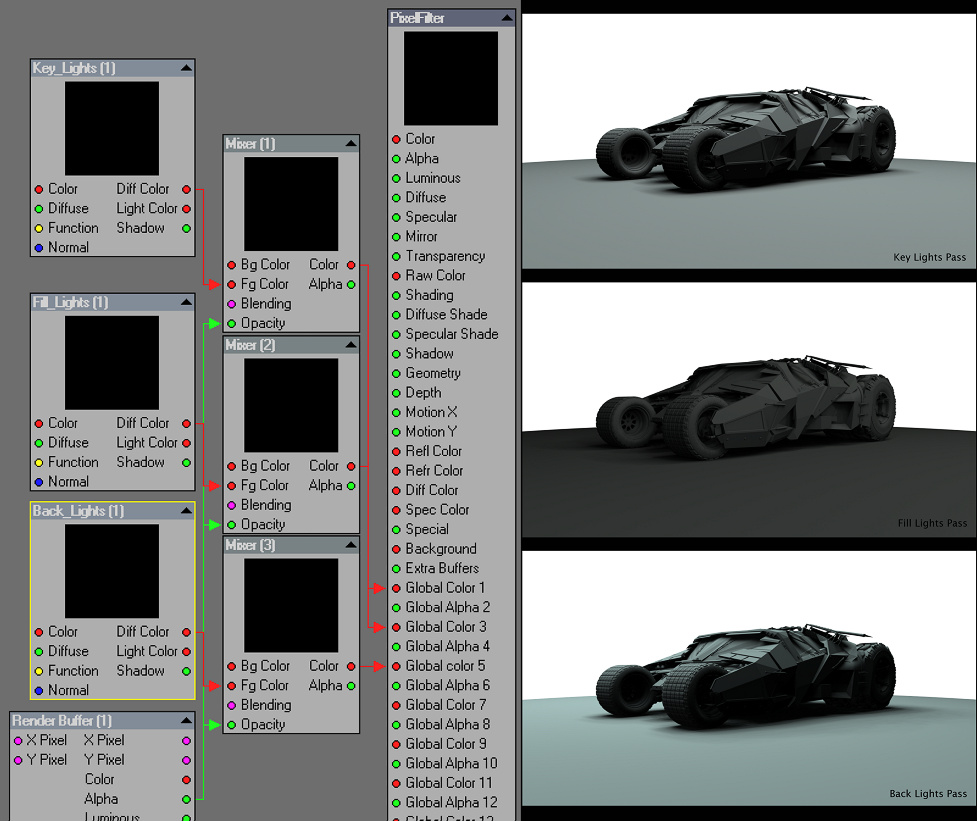 Key_Lights (1)
Color Diff Color
Diffuse Light Color
Function Shadow
Normal
Fill_Lights (1)
Color Diff Color
Diffuse Light Color
Function Shadow
Normal
Back_Lights (1)
Color Diff Color
Diffuse Light Color
Function Shadow
Normal
Render Buffer (1)
X Pixel X Pixel
Y Pixel Y Pixel
Color
Alpha
Luminous
Mixer (1)
Bg Color Color
Fg Color Alpha
Blending
Opacity
Mixer (2)
Bg Color Color
Fg Color Alpha
Blending
Opacity
Mixer (3)
Bg Color Color
Fg Color Alpha
Blending
Opacity
PixelFilter
Color
Alpha
Luminous
Diffuse
Specular
Mirror
Transparency
Raw Color
Shading
Diffuse Shade
Specular Shade
Shadow
Geometry
Depth
Motion X
Motion Y
Refl Color
Refr Color
Diff Color
Spec Color
Special
Background
Extra Buffers
Global Color 1
Global Alpha 2
Global Color 3
Global Alpha 4
Global color 5
Global Alpha 6
Global Color 7
Global Alpha 8
Global Color 9
Global Alpha 10
Global Color 11
Global Alpha 12
Global Color 13
Key Lights Pass
Fill Lights Pass
Back Lights Pass